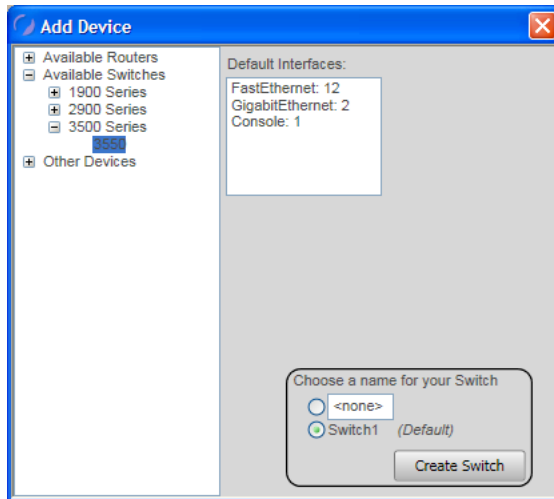 Add Device
Available Routers
Available Switches
1900 Series
2900 Series
3500 Series
3550
Other Devices
Default Interfaces:
FastEthernet: 12
GigabitEthernet: 2
Console: 1
Choose a name for your Switch
<none>
Switch1 (Default)
Create Switch